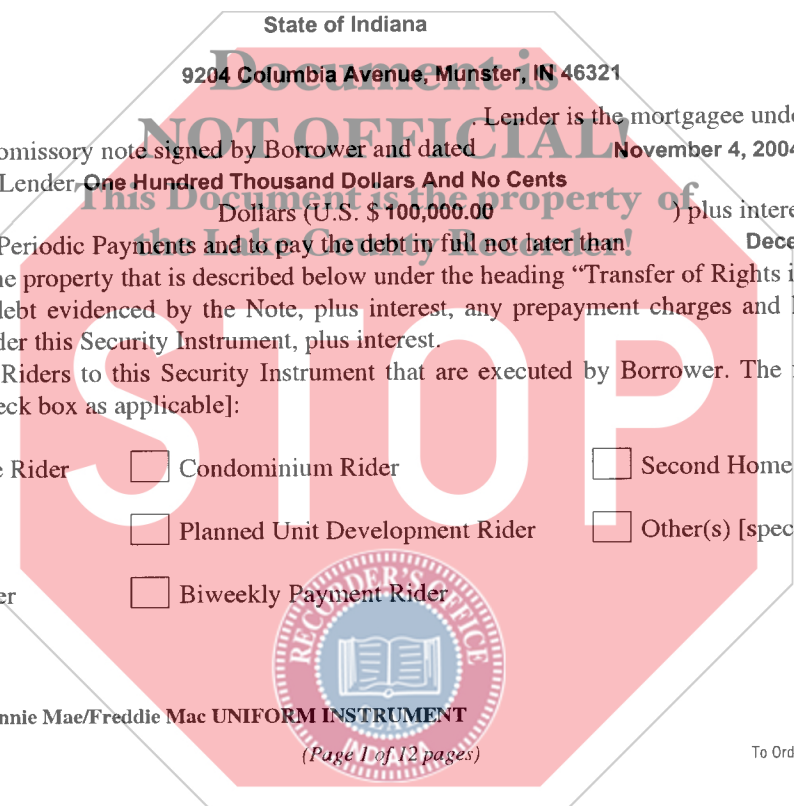 State of Indiana
Document is
9204 Columbia Avenue, Munster, IN 46321
. Lender is the mortgagee unde
NOT OFFICIAL!
omissory note signed by Borrower and dated November 4, 2004
Lender One Hundred Thousand Dollars And No Cents
This Document is the property of
Dollars (U.S. $ 100,000.00 ) plus intere
the Lake County Recorder!
Periodic Payments and to pay the debt in full not later than Dece
ne property that is described below under the heading “Transfer of Rights i
debt evidenced by the Note, plus interest, any prepayment charges and l
der this Security Instrument, plus interest.
Riders to this Security Instrument that are executed by Borrower. The f
eck box as applicable]:
STOP
e Rider Condominium Rider Second Home
Planned Unit Development Rider Other(s) [spec
er Biweekly Payment Rider
RECORDER'S OFFICE
SEAL
nnie Mae/Freddie Mac UNIFORM INSTRUMENT
INDIANA
(Page 1 of 12 pages)
To Ord